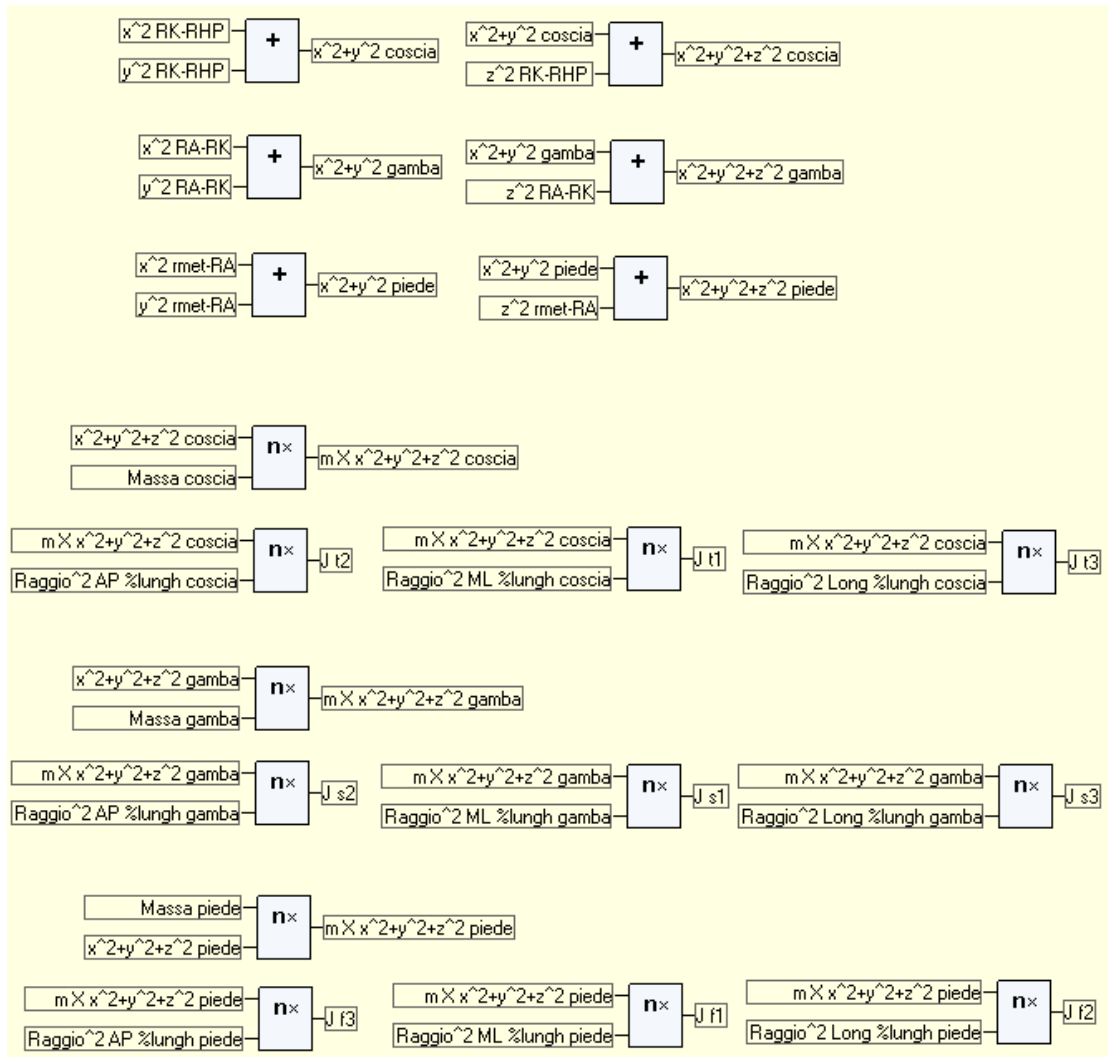 x^2 RK-RHP
y^2 RK-RHP
+
x^2+y^2 coscia
x^2+y^2 coscia
z^2 RK-RHP
+
x^2+y^2+z^2 coscia
x^2 RA-RK
y^2 RA-RK
+
x^2+y^2 gamba
x^2+y^2 gamba
z^2 RA-RK
+
x^2+y^2+z^2 gamba
x^2 rmet-RA
y^2 rmet-RA
+
x^2+y^2 piede
x^2+y^2 piede
z^2 rmet-RA
+
x^2+y^2+z^2 piede
x^2+y^2+z^2 coscia
Massa coscia
n×
m X x^2+y^2+z^2 coscia
m X x^2+y^2+z^2 coscia
Raggio^2 AP %lungh coscia
n×
J t2
m X x^2+y^2+z^2 coscia
Raggio^2 ML %lungh coscia
n×
J t1
m X x^2+y^2+z^2 coscia
Raggio^2 Long %lungh coscia
n×
J t3
x^2+y^2+z^2 gamba
Massa gamba
n×
m X x^2+y^2+z^2 gamba
m X x^2+y^2+z^2 gamba
Raggio^2 AP %lungh gamba
n×
J s2
m X x^2+y^2+z^2 gamba
Raggio^2 ML %lungh gamba
n×
J s1
m X x^2+y^2+z^2 gamba
Raggio^2 Long %lungh gamba
n×
J s3
Massa piede
x^2+y^2+z^2 piede
n×
m X x^2+y^2+z^2 piede
m X x^2+y^2+z^2 piede
Raggio^2 AP %lungh piede
n×
J f3
m X x^2+y^2+z^2 piede
Raggio^2 ML %lungh piede
n×
J f1
m X x^2+y^2+z^2 piede
Raggio^2 Long %lungh piede
n×
J f2